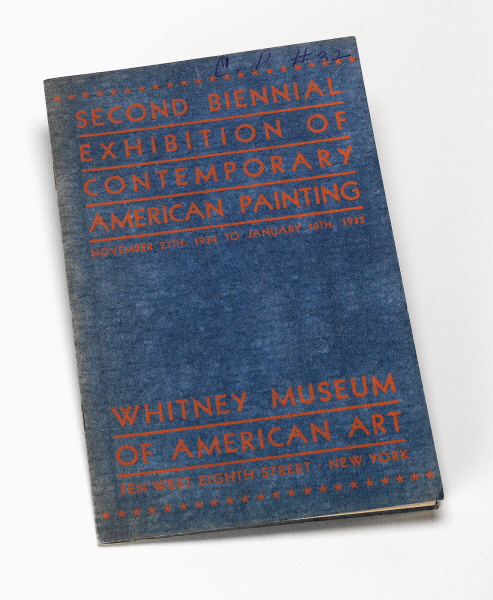 C P #32
SECOND BIENNIAL
EXHIBITION OF
CONTEMPORARY
AMERICAN PAINTING
NOVEMBER 27TH, 1934 TO JANUARY 10TH, 1935
WHITNEY MUSEUM
OF AMERICAN ART
TEN WEST EIGHTH STREET · NEW YORK